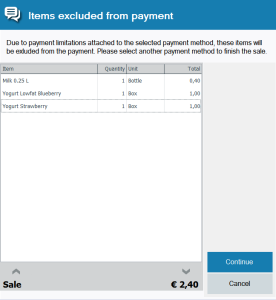 Items excluded from payment
Due to payment limitations attached to the selected payment method, these items will
be exluded from the payment. Please select another payment method to finish the sale.
Item Quantity Unit Total
Milk 0.25 L 1 Bottle 0,40
Yogurt Lowfat Blueberry 1 Box 1,00
Yogurt Strawberry 1 Box 1,00
Sale € 2,40
Continue
Cancel